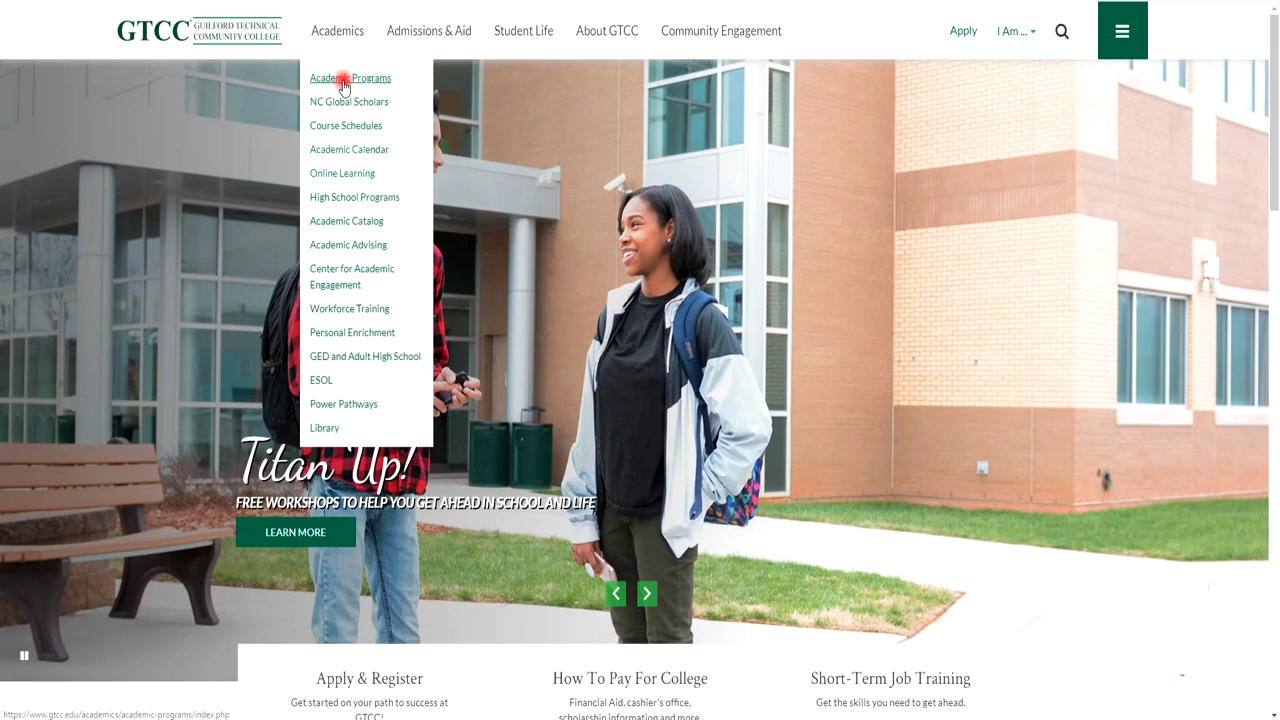 GTCC GUILFORD TECHNICAL
COMMUNITY COLLEGE
Academics
Admissions & Aid
Student Life
About GTCC
Community Engagement
Apply
I Am ...
Academic Programs
NC Global Scholars
Course Schedules
Academic Calendar
Online Learning
High School Programs
Academic Catalog
Academic Advising
Center for Academic
Engagement
Workforce Training
Personal Enrichment
GED and Adult High School
ESOL
Power Pathways
Library
Titan Up!
FREE WORKSHOPS TO HELP YOU GET AHEAD IN SCHOOL AND LIFE
LEARN MORE
Apply & Register
Get started on your path to success at
GTCC!
How To Pay For College
Financial Aid, cashier's office,
scholarship information and more
Short-Term Job Training
Get the skills you need to get ahead.
https://www.gtcc.edu/academics/academic-programs/index.php